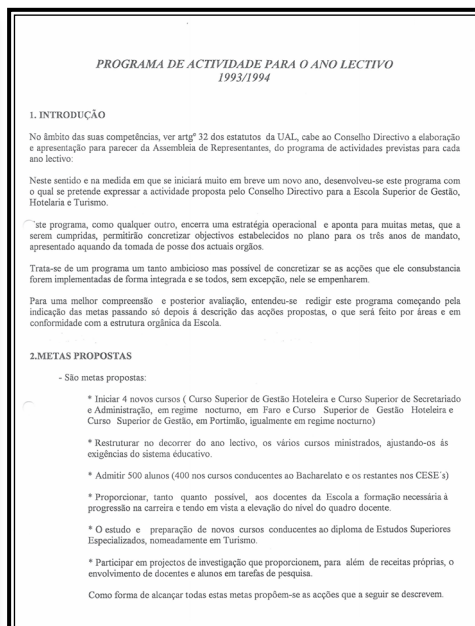 PROGRAMA DE ACTIVIDADE PARA O ANO LECTIVO
1993/1994
1. INTRODUÇÃO
No âmbito das suas competências, ver artgº 32 dos estatutos da UAL, cabe ao Conselho Directivo a elaboração
e apresentação para parecer da Assembleia de Representantes, do programa de actividades previstas para cada
ano lectivo:
Neste sentido e na medida em que se iniciará muito em breve um novo ano, desenvolveu-se este programa com
o qual se pretende expressar a actividade proposta pelo Conselho Directivo para a Escola Superior de Gestão,
Hotelaria e Turismo.
ste programa, como qualquer outro, encerra uma estratégia operacional e aponta para muitas metas, que a
serem cumpridas, permitirão concretizar objectivos estabelecidos no plano para os três anos de mandato,
apresentado aquando da tomada de posse dos actuais orgãos.
Trata-se de um programa um tanto ambicioso mas possível de concretizar se as acções que ele consubstancia
forem implementadas de forma integrada e se todos, sem excepção, nele se empenharem.
Para uma melhor compreensão e posterior avaliação, entendeu-se redigir este programa começando pela
indicação das metas passando só depois á descrição das acções propostas, o que será feito por áreas e em
conformidade com a estrutura orgânica da Escola.
2.METAS PROPOSTAS
- São metas propostas:
* Iniciar 4 novos cursos ( Curso Superior de Gestão Hoteleira e Curso Superior de Secretariado
e Administração, em regime nocturno, em Faro e Curso Superior de Gestão Hoteleira e
Curso Superior de Gestão, em Portimão, igualmente em regime nocturno)
* Restruturar no decorrer do ano lectivo, os vários cursos ministrados, ajustando-os ás
exigências do sistema éducativo.
* Admitir 500 alunos (400 nos cursos conducentes ao Bacharelato e os restantes nos CESE´s)
* Proporcionar, tanto quanto possível, aos docentes da Escola a formação necessária á
progressão na carreira e tendo em vista a elevação do nível do quadro docente.
* O estudo e preparação de novos cursos conducentes ao diploma de Estudos Superiores
Especializados, nomeadamente em Turismo.
* Participar em projectos de investigação que proporcionem, para além de receitas próprias, o
envolvimento de docentes e alunos em tarefas de pesquisa.
Como forma de alcançar todas estas metas propõem-se as acções que a seguir se descrevem.